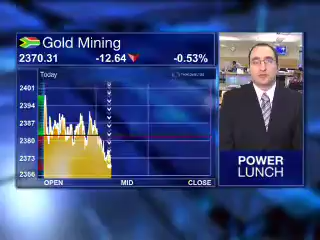 Gold Mining
2370.31 -12.64 -0.53%
Today
2401
2394
2387
2380
2373
2366
OPEN MID CLOSE
POWER
LUNCH